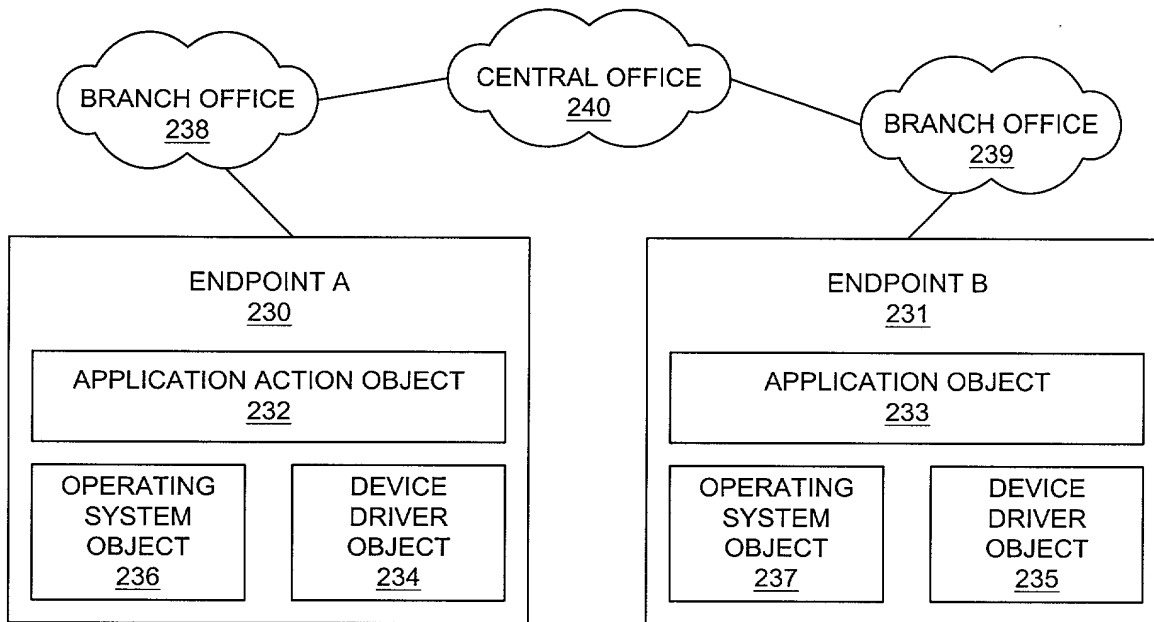 BRANCH OFFICE
238
CENTRAL OFFICE
240
BRANCH OFFICE
239
ENDPOINT A
230
APPLICATION ACTION OBJECT
232
OPERATING
SYSTEM
OBJECT
236
DEVICE
DRIVER
OBJECT
234
ENDPOINT B
231
APPLICATION OBJECT
233
OPERATING
SYSTEM
OBJECT
237
DEVICE
DRIVER
OBJECT
235